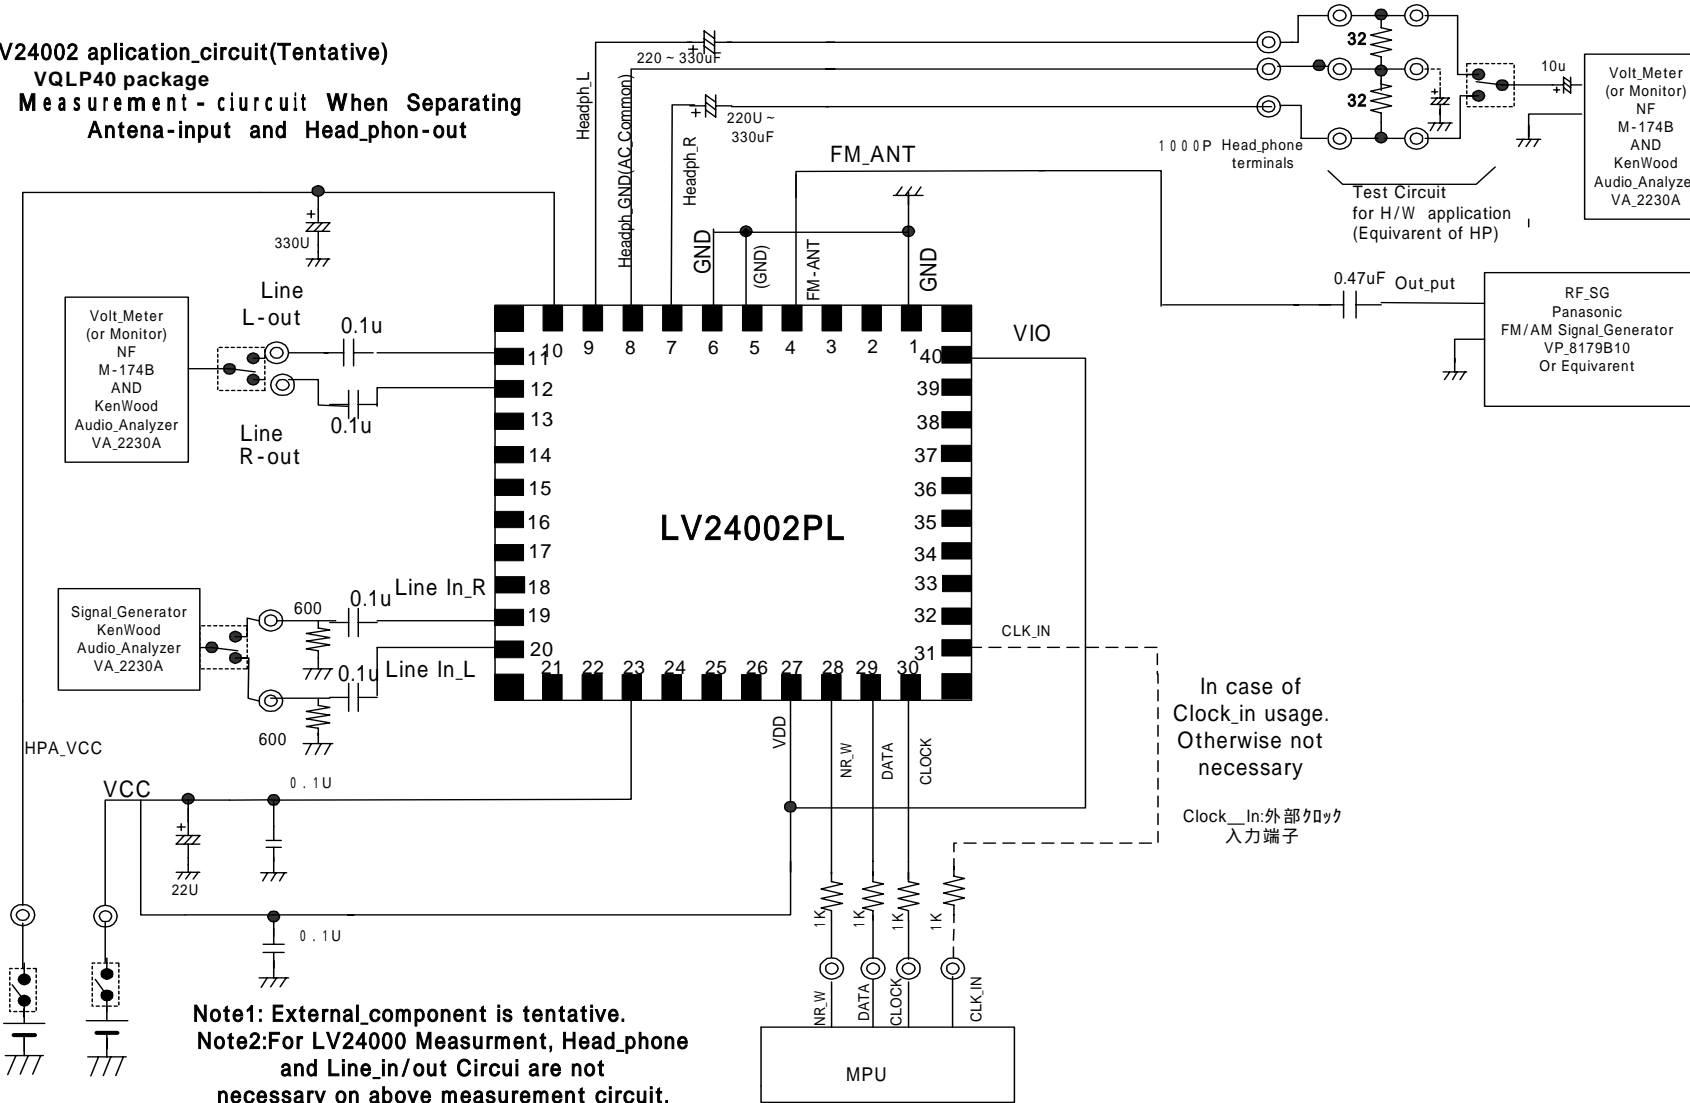 V24002 aplication_circuit(Tentative)
VQLP40 package
Measurement-ciurcuit When Separating
Antena-input and Head_phon-out
220~330uF
220U~
330uF
Headph_L
Headph_GND(AC_Common)
Headph_R
FM_ANT
1000P Head_phone
terminals
32
32
10u
Volt_Meter
(or Monitor)
NF
M-174B
AND
KenWood
Audio_Analyze
VA_2230A
Test Circuit
for H/W application
(Equivarent of HP)
330U
GND
(GND)
FM-ANT
GND
0.47uF
Out_put
RF_SG
Panasonic
FM/AM Signal_Generator
VP_8179B10
Or Equivarent
Line
L-out
0.1u
Volt_Meter
(or Monitor)
NF
M-174B
AND
KenWood
Audio_Analyzer
VA_2230A
0.1u
Line
R-out
10
9
8
7
6
5
4
3
2
1
VIO
11
12
13
14
15
16
17
18
19
20
40
39
38
37
36
35
34
33
32
31
LV24002PL
Line In_R
0.1u
600
Signal_Generator
KenWood
Audio_Analyzer
VA_2230A
0.1u
Line In_L
600
21
22
23
24
25
26
27
28
29
30
CLK_IN
In case of
Clock_in usage.
Otherwise not
necessary
Clock__In:外部クロック
入力端子
HPA_VCC
VCC
0.1U
22U
0.1U
VDD
NR_W
DATA
CLOCK
1K
1K
1K
1K
NR_W
DATA
CLOCK
CLK_IN
MPU
Note1: External_component is tentative.
Note2:For LV24000 Measurment, Head_phone
and Line_in/out Circui are not
necessary on above measurement circuit.